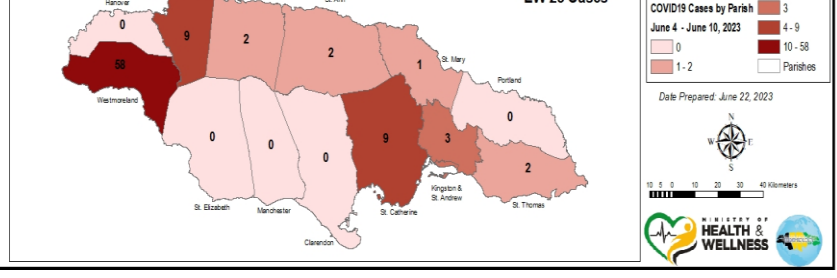 Hanover
0
58
Westmoreland
9
2
2
1
St. Mary
Portland
0
0
St. Elizabeth
0
Manchester
0
Clarendon
9
St. Catherine
3
Kingston &
St. Andrew
2
St. Thomas
COVID19 Cases by Parish
June 4 - June 10, 2023
0
1 - 2
3
4 - 9
10 - 58
Parishes
Date Prepared: June 22, 2023
N
W E
S
10 5 0 10 20 30 40 Kilometers
MINISTRY OF
HEALTH &
WELLNESS